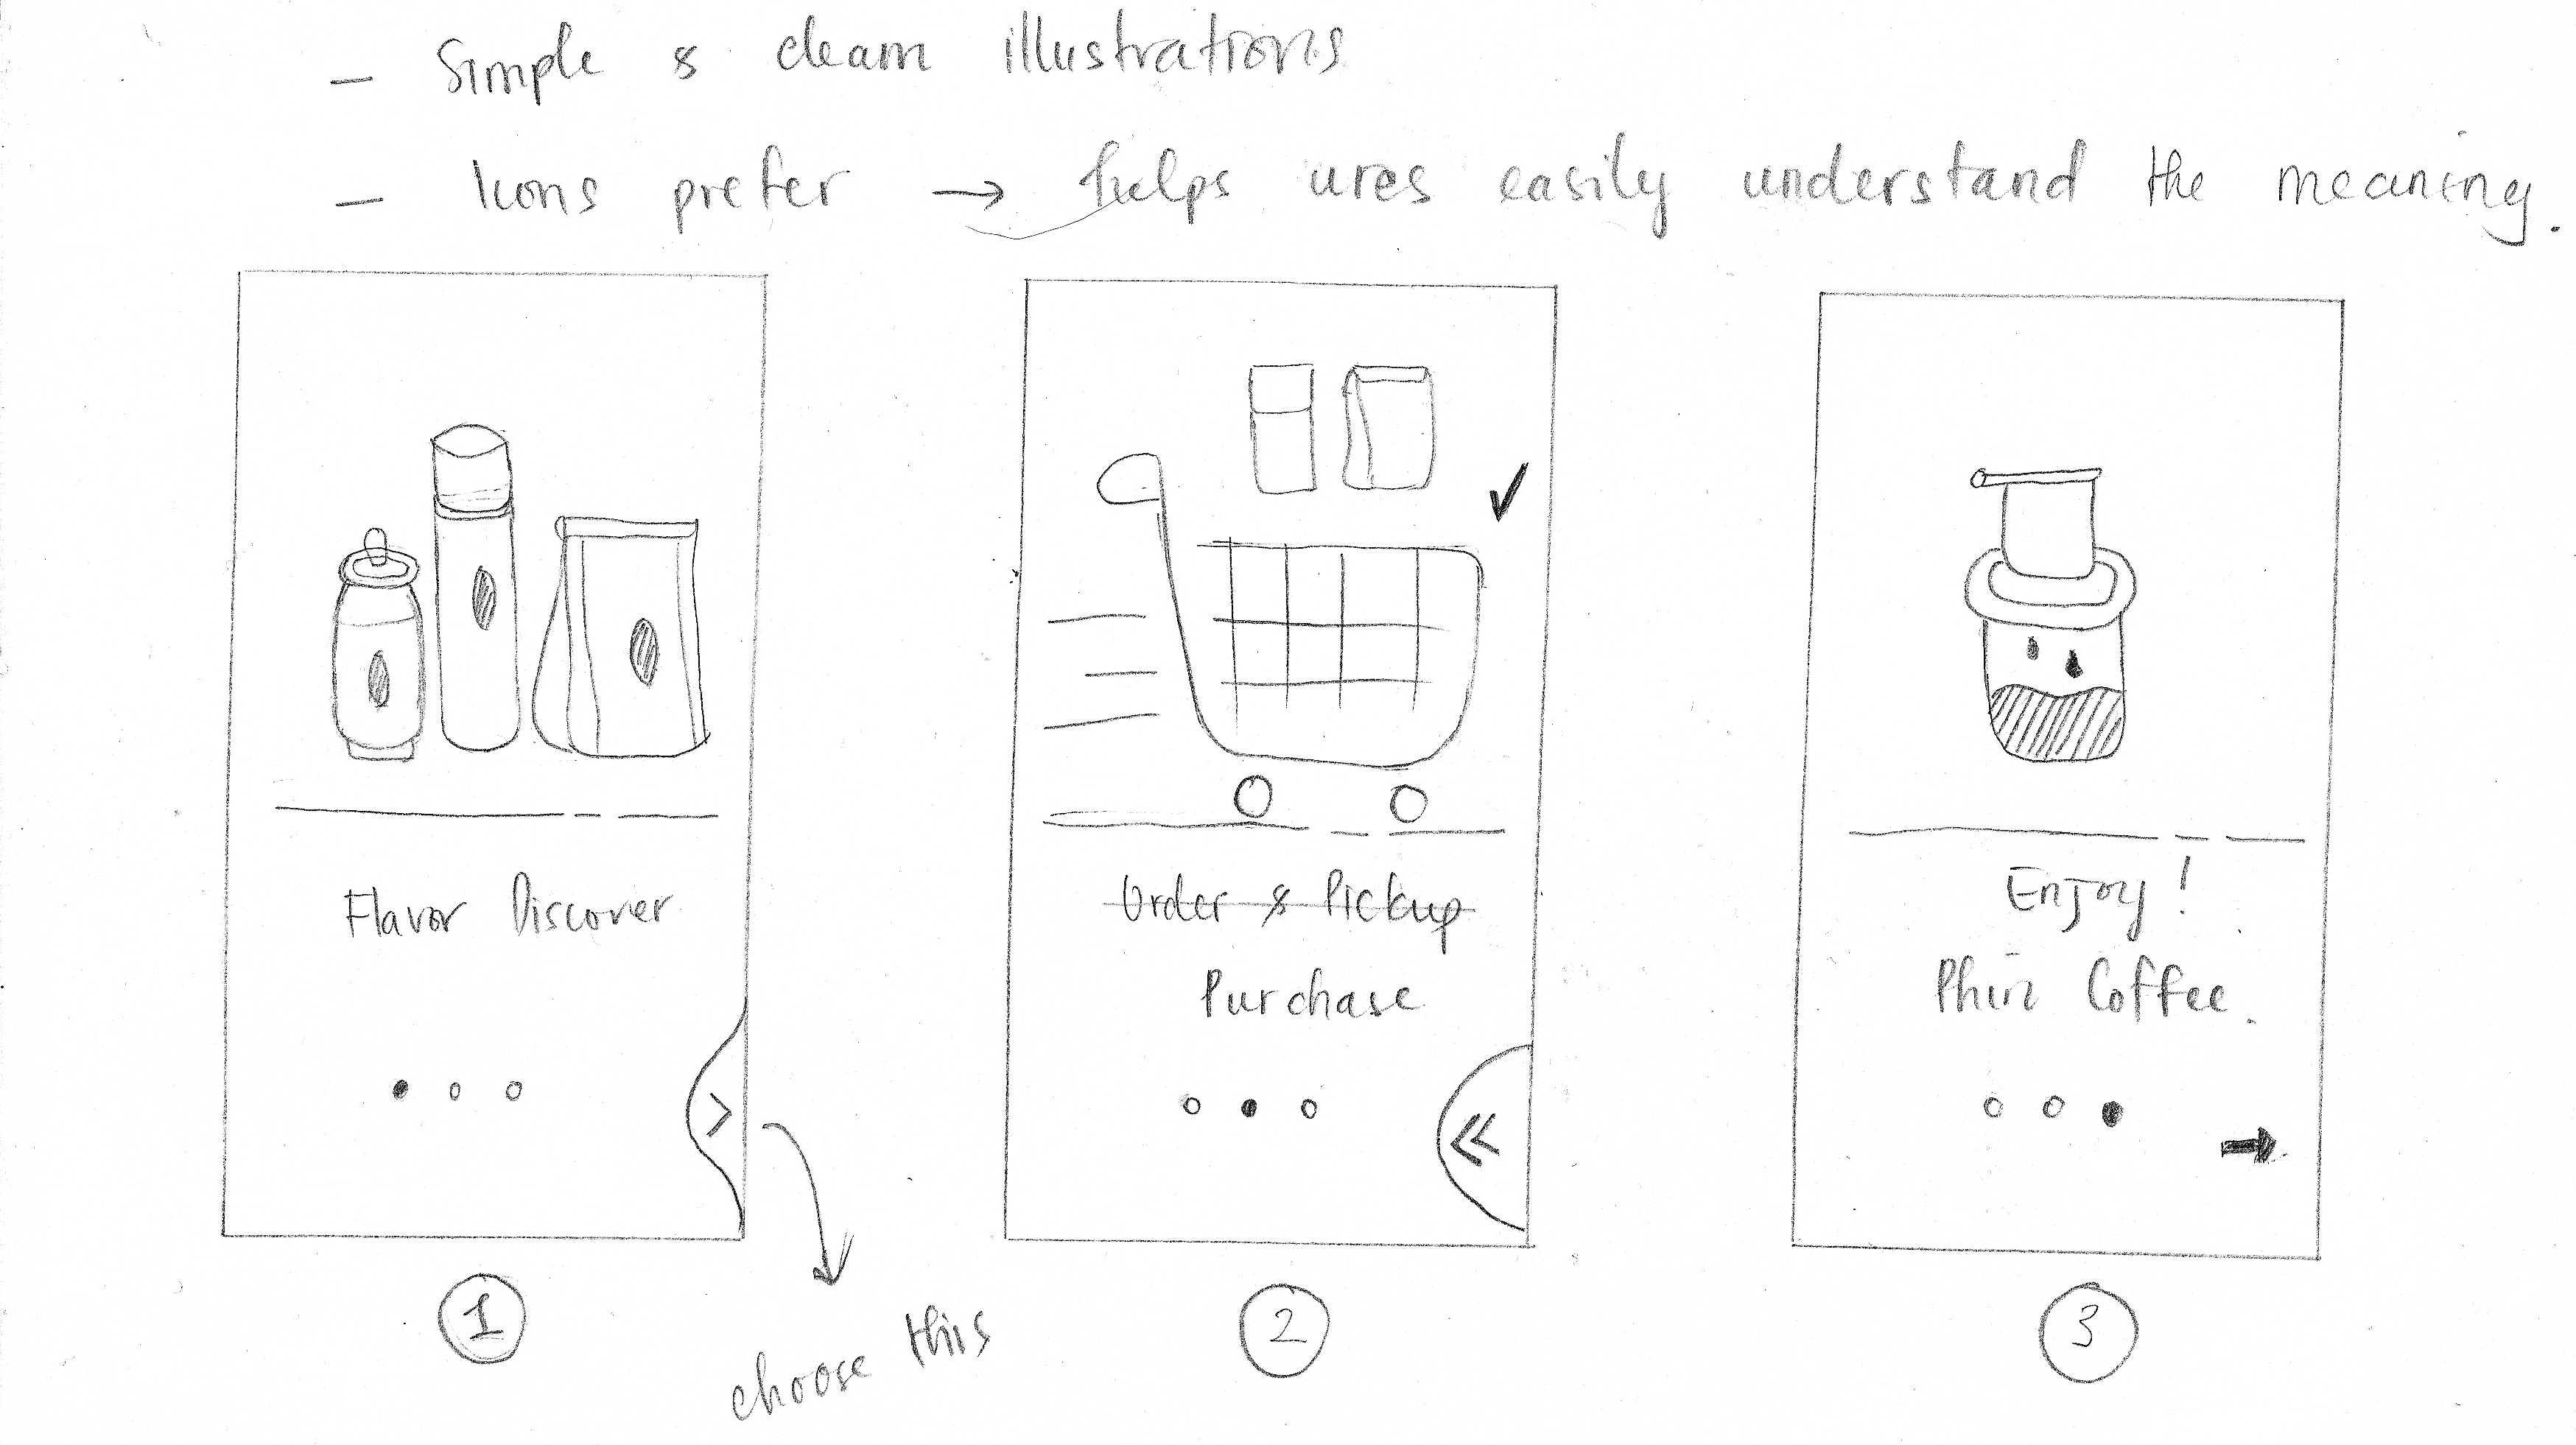 - Simple & clean illustrations
- Icons prefer → helps ures easily understand the meaning.
Flavor Discover
>
1
choose this
Order & Pickup
Purchase
<<
2
Enjoy!
Phin Coffee.
3